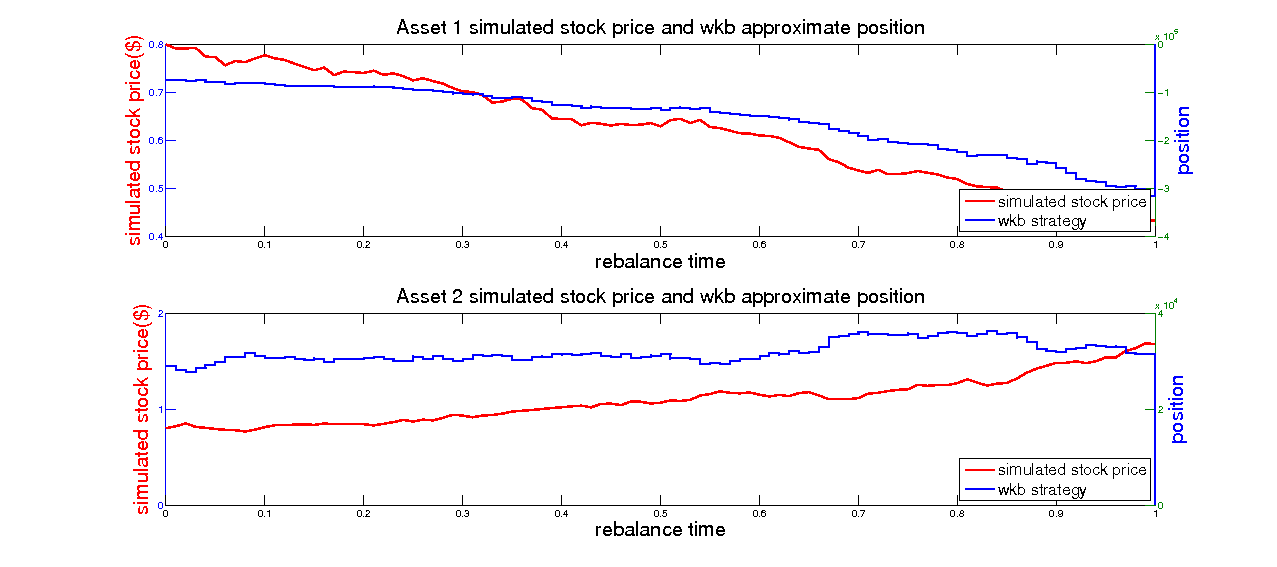 Asset 1 simulated stock price and wkb approximate position
x 10^5
simulated stock price($)
0.8
0.7
0.6
0.5
0.4
0
-1
-2
-3
-4
position
simulated stock price
wkb strategy
0 0.1 0.2 0.3 0.4 0.5 0.6 0.7 0.8 0.9 1
rebalance time
Asset 2 simulated stock price and wkb approximate position
x 10^4
simulated stock price($)
2
1
0
4
2
0
position
simulated stock price
wkb strategy
0 0.1 0.2 0.3 0.4 0.5 0.6 0.7 0.8 0.9 1
rebalance time